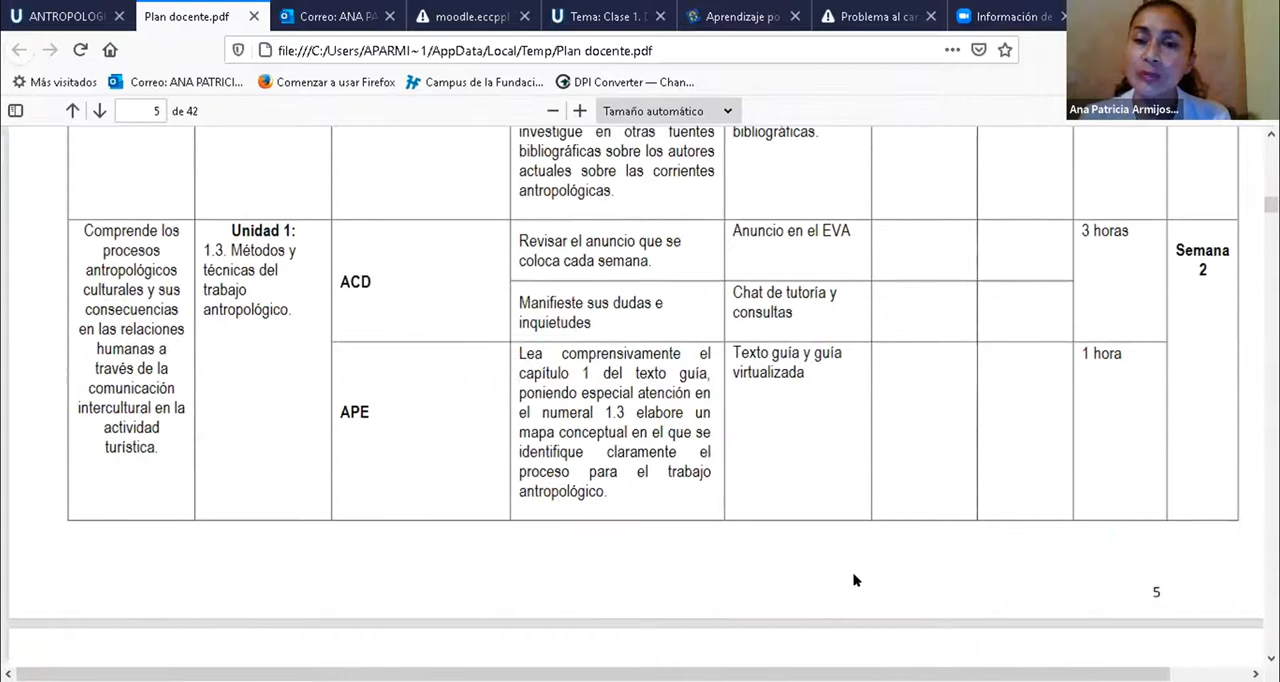 ANTROPOLOG
Plan docente.pdf
Correo: ANA PA
moodle.eccppl
Tema: Clase 1. D
Aprendizaje po
Problema al car
Información de
file:///C:/Users/APARMI~1/AppData/Local/Temp/Plan docente.pdf
Más visitados
Correo: ANA PATRICI...
Comenzar a usar Firefox
Campus de la Fundaci...
DPI Converter — Chan...
Ana Patricia Armijos...
5 de 42
Tamaño automático
investigue en otras fuentes
bibliográficas sobre los autores
actuales sobre las corrientes
antropológicas.
bibliográficas.
Comprende los
procesos
antropológicos
culturales y sus
consecuencias
en las relaciones
humanas a
través de la
comunicación
intercultural en la
actividad
turística.
Unidad 1:
1.3. Métodos y
técnicas del
trabajo
antropológico.
ACD
Revisar el anuncio que se
coloca cada semana.
Anuncio en el EVA
3 horas
Semana
2
Manifieste sus dudas e
inquietudes
Chat de tutoría y
consultas
APE
Lea comprensivamente el
capítulo 1 del texto guía,
poniendo especial atención en
el numeral 1.3 elabore un
mapa conceptual en el que se
identifique claramente el
proceso para el trabajo
antropológico.
Texto guía y guía
virtualizada
1 hora
5